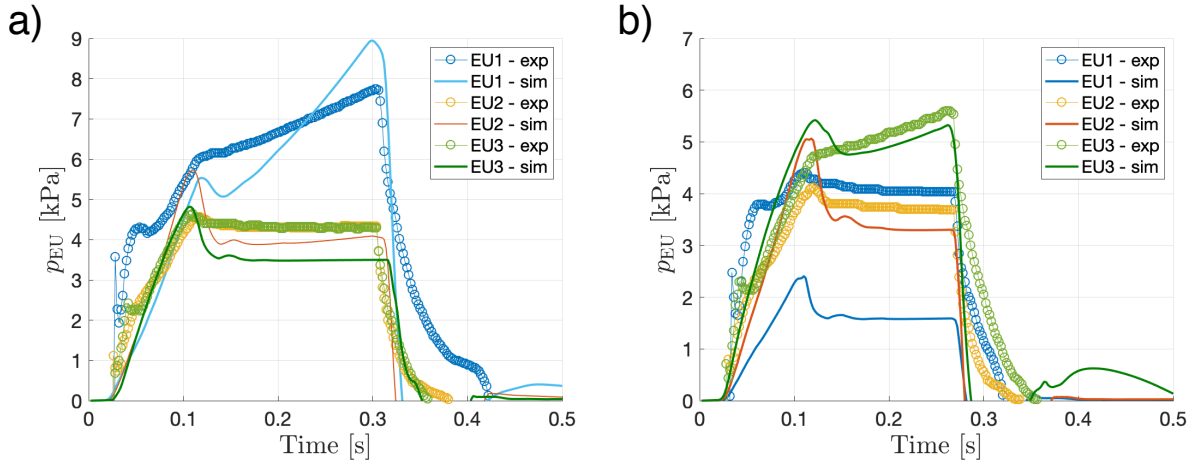 a)
9
8
7
6
5
4
3
2
1
0
p_EU [kPa]
0
0.1
0.2
0.3
0.4
0.5
Time [s]
EU1 - exp
EU1 - sim
EU2 - exp
EU2 - sim
EU3 - exp
EU3 - sim
b)
7
6
5
4
3
2
1
0
p_EU [kPa]
0
0.1
0.2
0.3
0.4
0.5
Time [s]
EU1 - exp
EU1 - sim
EU2 - exp
EU2 - sim
EU3 - exp
EU3 - sim